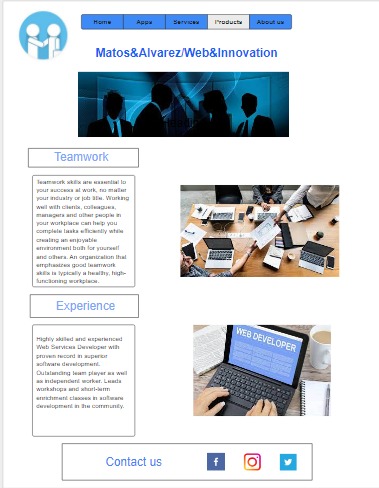 Home Apps Services Products About us
Matos&Alvarez/Web&Innovation
Teamwork
Teamwork skills are essential to
your success at work, no matter
your industry or job title. Working
well with clients, colleagues,
managers and other people in
your workplace can help you
complete tasks efficiently while
creating an enjoyable
environment both for yourself
and others. An organization that
emphasizes good teamwork
skills is typically a healthy, high-
functioning workplace.
Experience
Highly skilled and experienced
Web Services Developer with
proven record in superior
software development.
Outstanding team player as well
as independent worker. Leads
workshops and short-term
enrichment classes in software
development in the community.
WEB DEVELOPER
Contact us